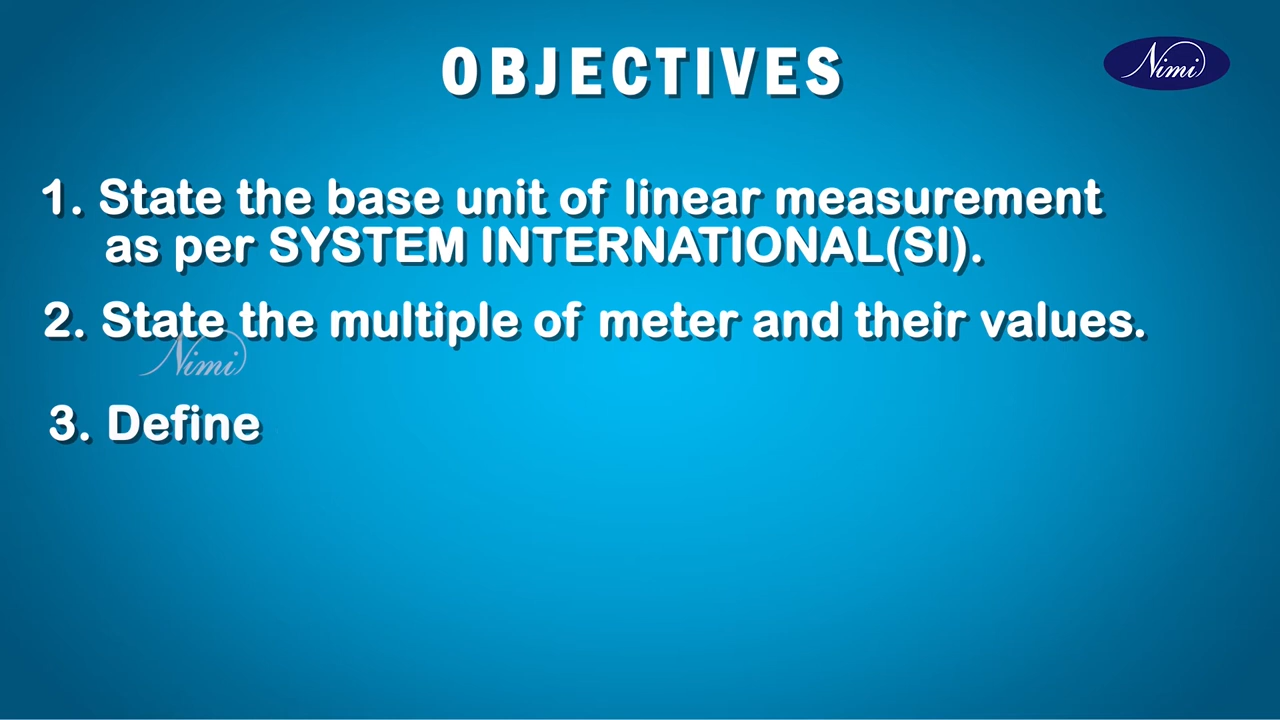 OBJECTIVES
Nimi
1. State the base unit of linear measurement
as per SYSTEM INTERNATIONAL(SI).
2. State the multiple of meter and their values.
Nimi
3. Define